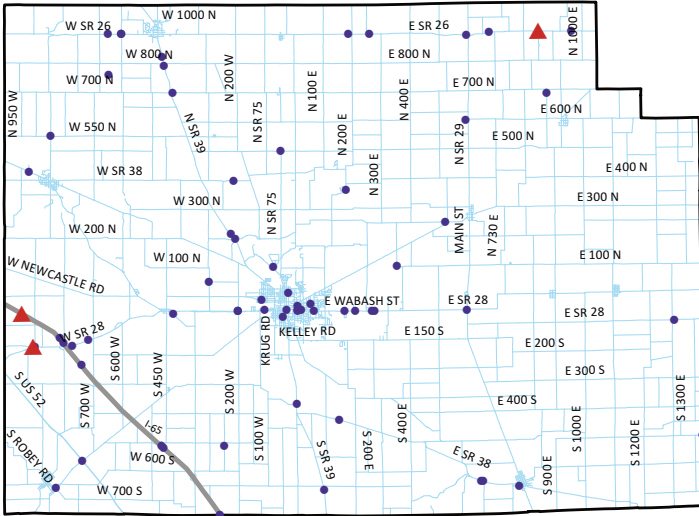 W 1000 N
W SR 26
E SR 26
N 1000 E
W 800 N
E 800 N
W 700 N
E 700 N
N 200 W
N 100 E
N 400 E
E 600 N
N 950 W
N SR 39
N SR 75
W 550 N
N 200 E
N SR 29
E 500 N
W SR 38
N 300 E
E 400 N
W 300 N
N SR 75
E 300 N
W 200 N
MAIN ST
N 730 E
W 100 N
E 100 N
W NEWCASTLE RD
E WABASH ST
E SR 28
E SR 28
W SR 28
KRUG RD
KELLEY RD
E 150 S
E 200 S
S 600 W
S 450 W
E 300 S
S US 52
S 700 W
S 200 W
E 400 S
S 1300 E
I-65
S 100 W
S 400 E
S 1000 E
S 1200 E
S ROBEY RD
W 600 S
S SR 39
S 200 E
E SR 38
S 900 E
W 700 S